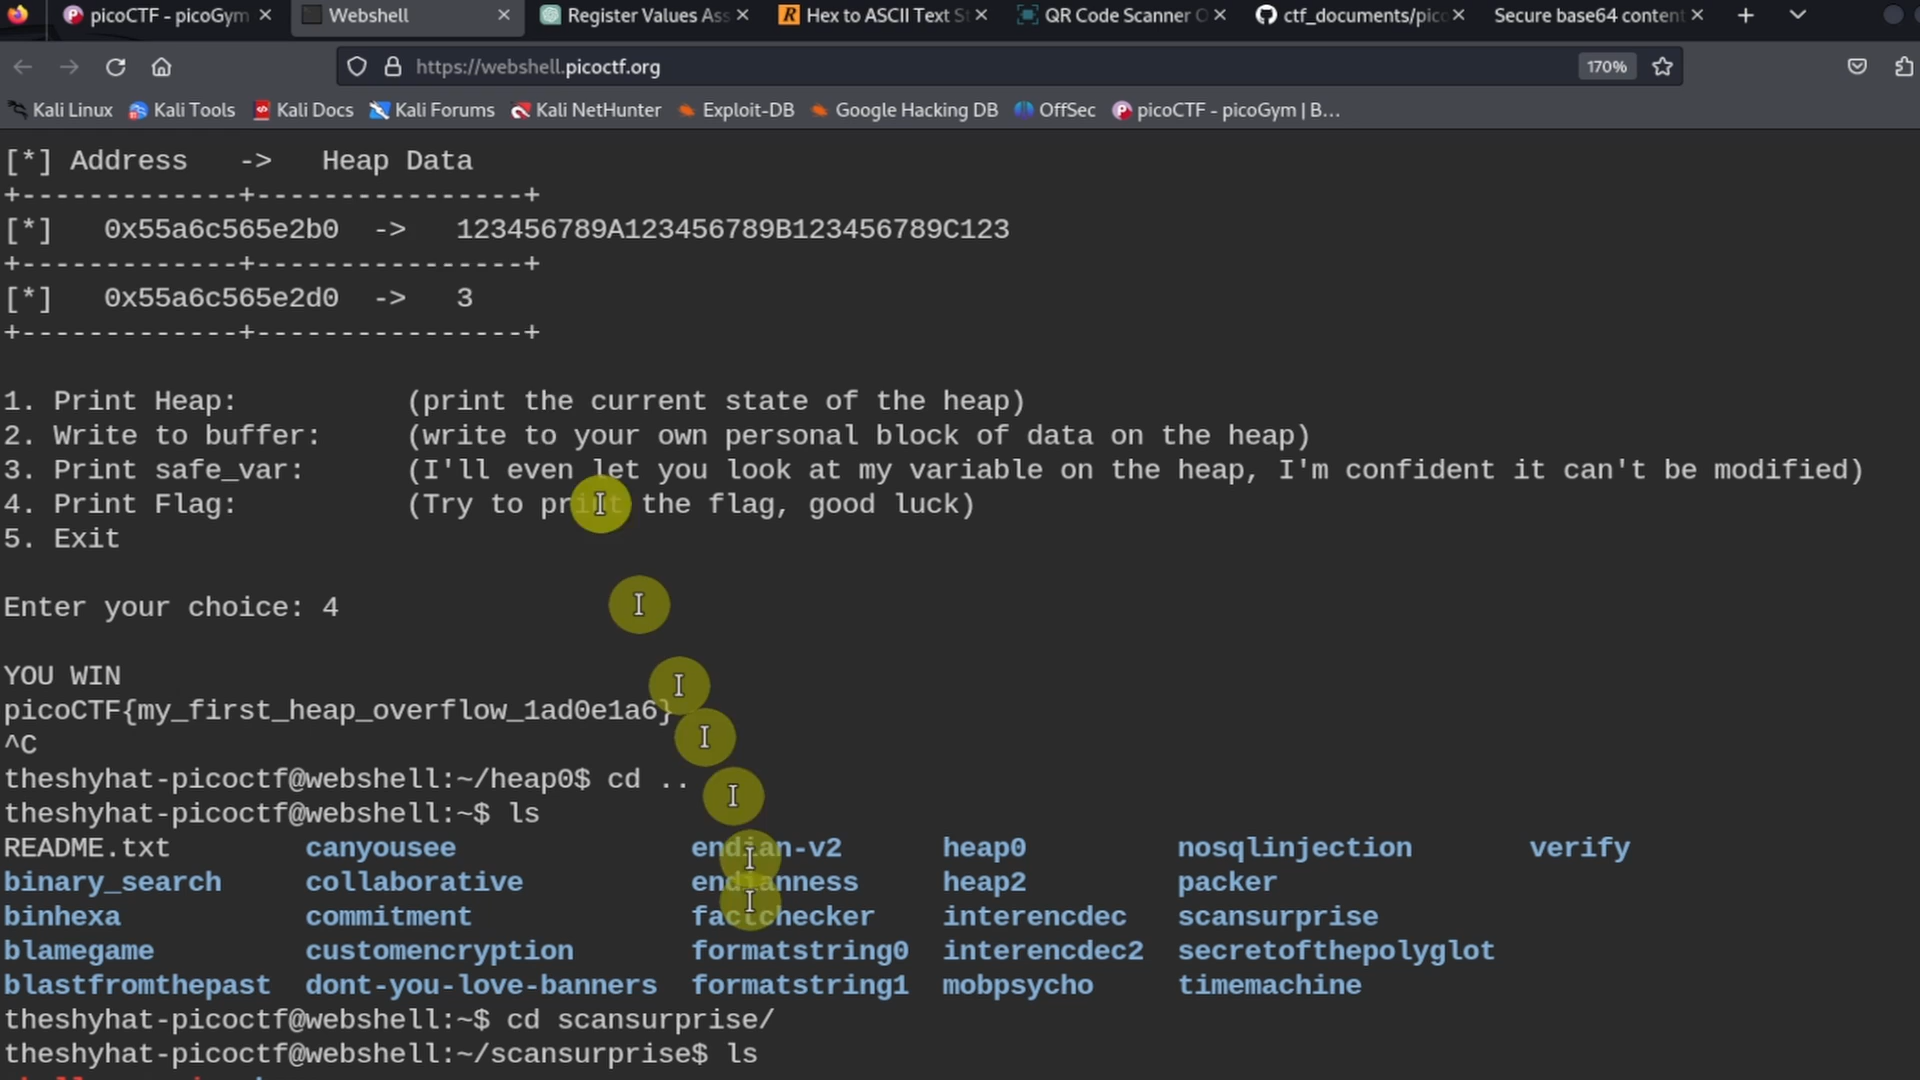 picoCTF - picoGym
Webshell
Register Values Ass
Hex to ASCII Text St
QR Code Scanner O
ctf_documents/pico
Secure base64 content
https://webshell.picoctf.org
170%
Kali Linux
Kali Tools
Kali Docs
Kali Forums
Kali NetHunter
Exploit-DB
Google Hacking DB
OffSec
picoCTF - picoGym | B…
[*] Address   ->   Heap Data
+-------------+----------------+
[*]   0x55a6c565e2b0  ->   123456789A123456789B123456789C123
+-------------+----------------+
[*]   0x55a6c565e2d0  ->   3
+-------------+----------------+
1. Print Heap:          (print the current state of the heap)
2. Write to buffer:     (write to your own personal block of data on the heap)
3. Print safe_var:      (I'll even let you look at my variable on the heap, I'm confident it can't be modified)
4. Print Flag:          (Try to print the flag, good luck)
5. Exit
Enter your choice: 4
YOU WIN
picoCTF{my_first_heap_overflow_1ad0e1a6}
^C
theshyhat-picoctf@webshell:~/heap0$ cd ..
theshyhat-picoctf@webshell:~$ ls
README.txt        canyousee              endian-v2      heap0         nosqlinjection       verify
binary_search     collaborative          endianness     heap2         packer
binhexa           commitment             factchecker    interencdec   scansurprise
blamegame         customencryption       formatstring0  interencdec2  secretofthepolyglot
blastfromthepast  dont-you-love-banners  formatstring1  mobpsycho     timemachine
theshyhat-picoctf@webshell:~$ cd scansurprise/
theshyhat-picoctf@webshell:~/scansurprise$ ls